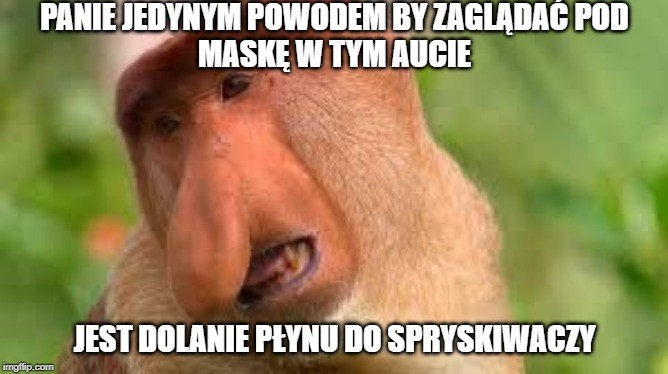 PANIE JEDYNYM POWODEM BY ZAGLĄDAĆ POD
MASKĘ W TYM AUCIE
JEST DOLANIE PŁYNU DO SPRYSKIWACZY
imgflip.com